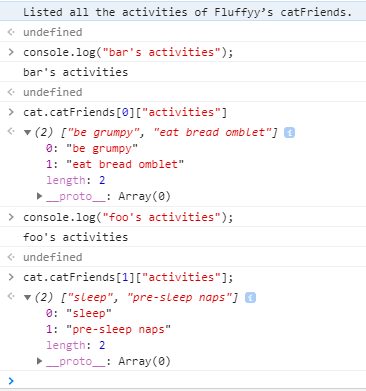 Listed all the activities of Fluffyy’s catFriends.
undefined
console.log("bar's activities");
bar's activities
undefined
cat.catFriends[0]["activities"]
(2) ["be grumpy", "eat bread omblet"] i
0: "be grumpy"
1: "eat bread omblet"
length: 2
__proto__: Array(0)
console.log("foo's activities");
foo's activities
undefined
cat.catFriends[1]["activities"];
(2) ["sleep", "pre-sleep naps"] i
0: "sleep"
1: "pre-sleep naps"
length: 2
__proto__: Array(0)